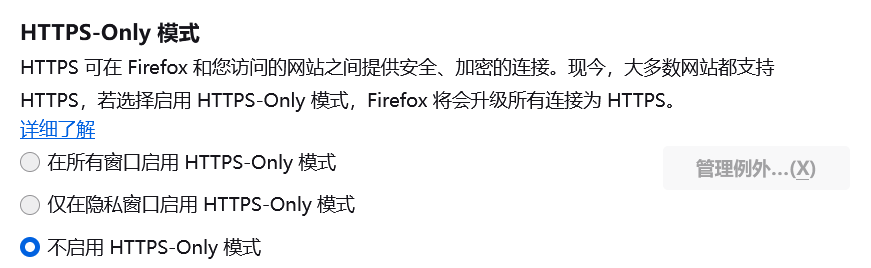 HTTPS-Only 模式
HTTPS 可在 Firefox 和您访问的网站之间提供安全、加密的连接。现今，大多数网站都支持
HTTPS，若选择启用 HTTPS-Only 模式，Firefox 将会升级所有连接为 HTTPS。
详细了解
在所有窗口启用 HTTPS-Only 模式
管理例外...(X)
仅在隐私窗口启用 HTTPS-Only 模式
不启用 HTTPS-Only 模式